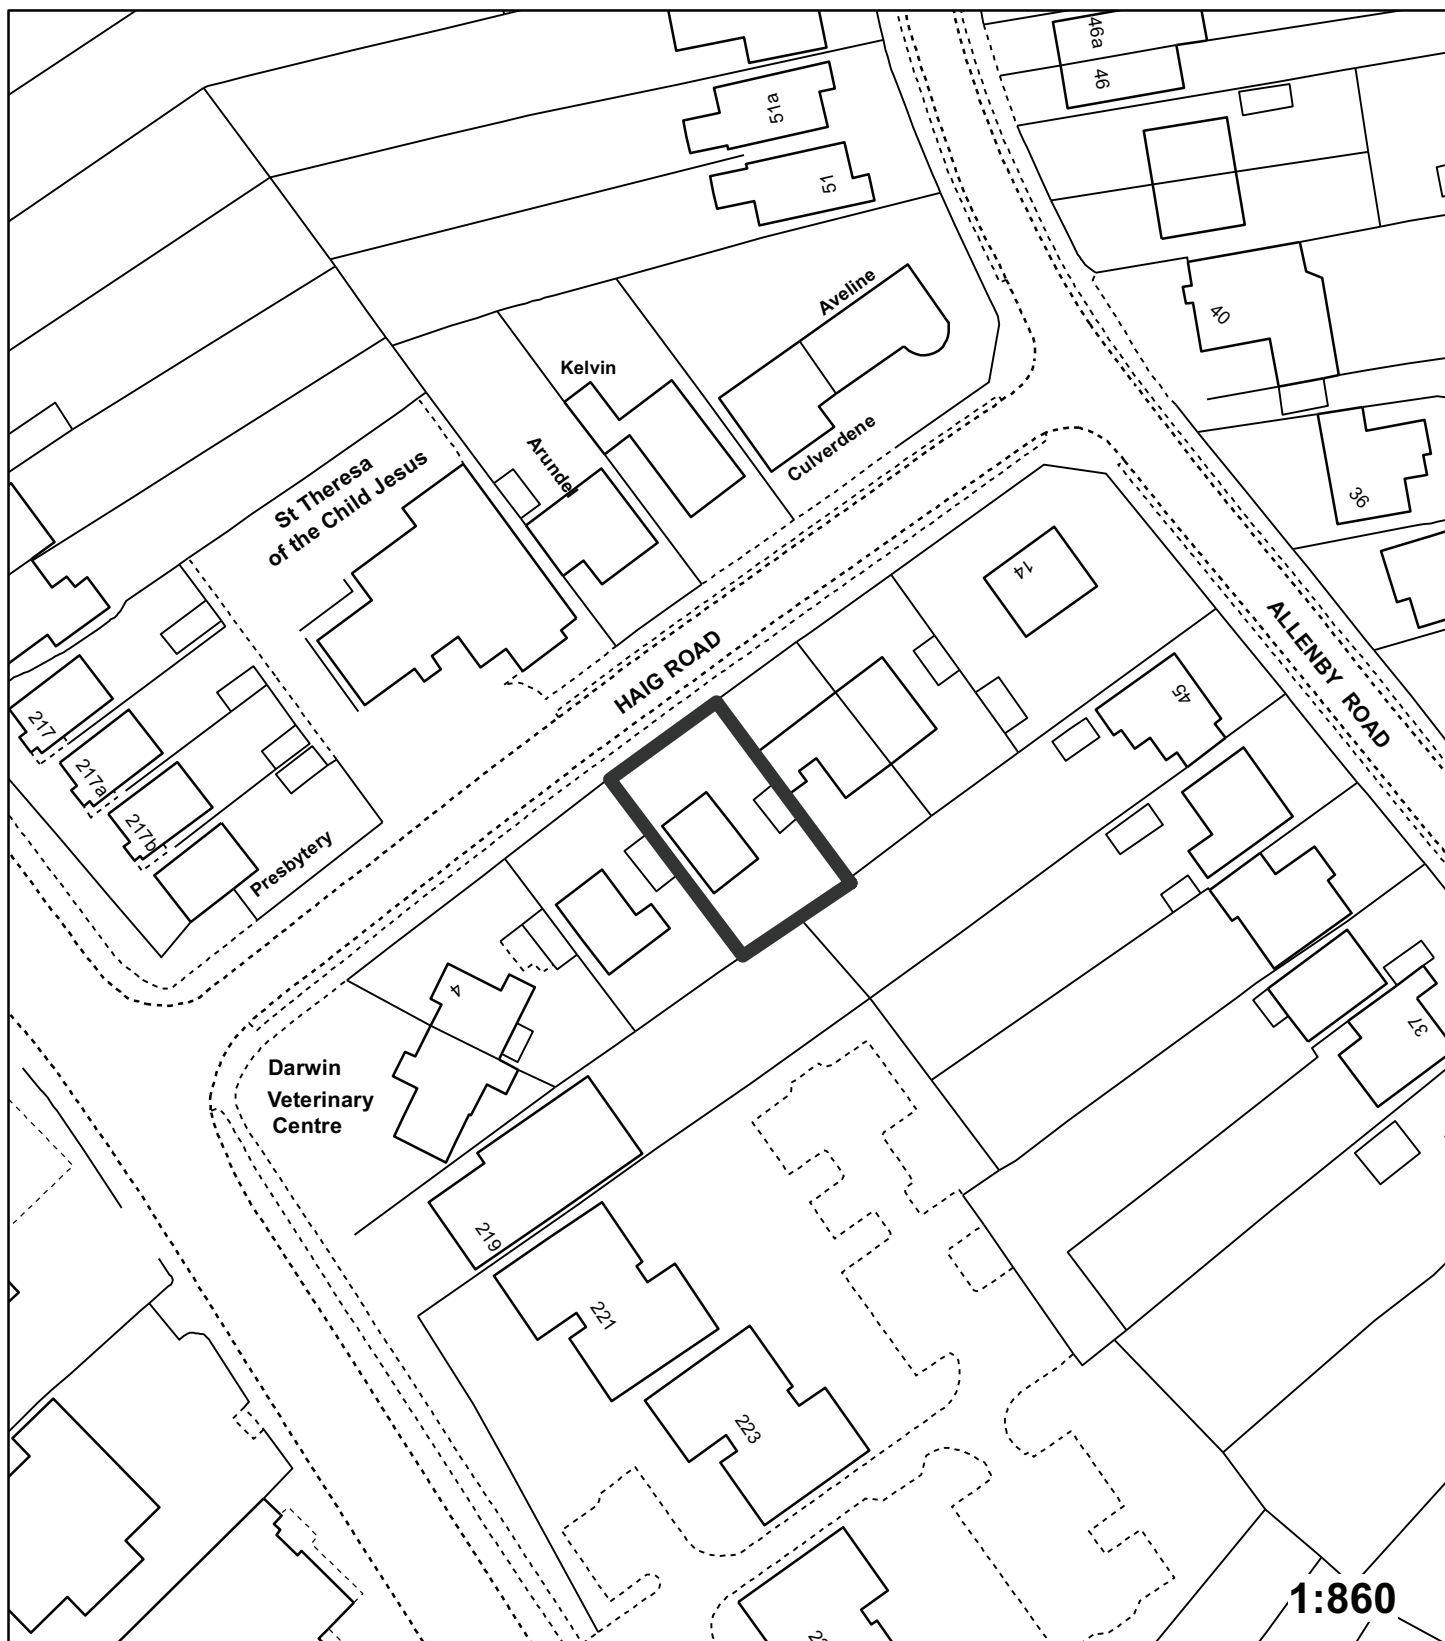 46a
46
51a
51
Aveline
40
Kelvin
Culverdene
Arundel
36
St Theresa
of the Child Jesus
14
ALLENBY ROAD
HAIG ROAD
45
217
217a
217b
Presbytery
4
37
Darwin
Veterinary
Centre
219
221
223
1:860